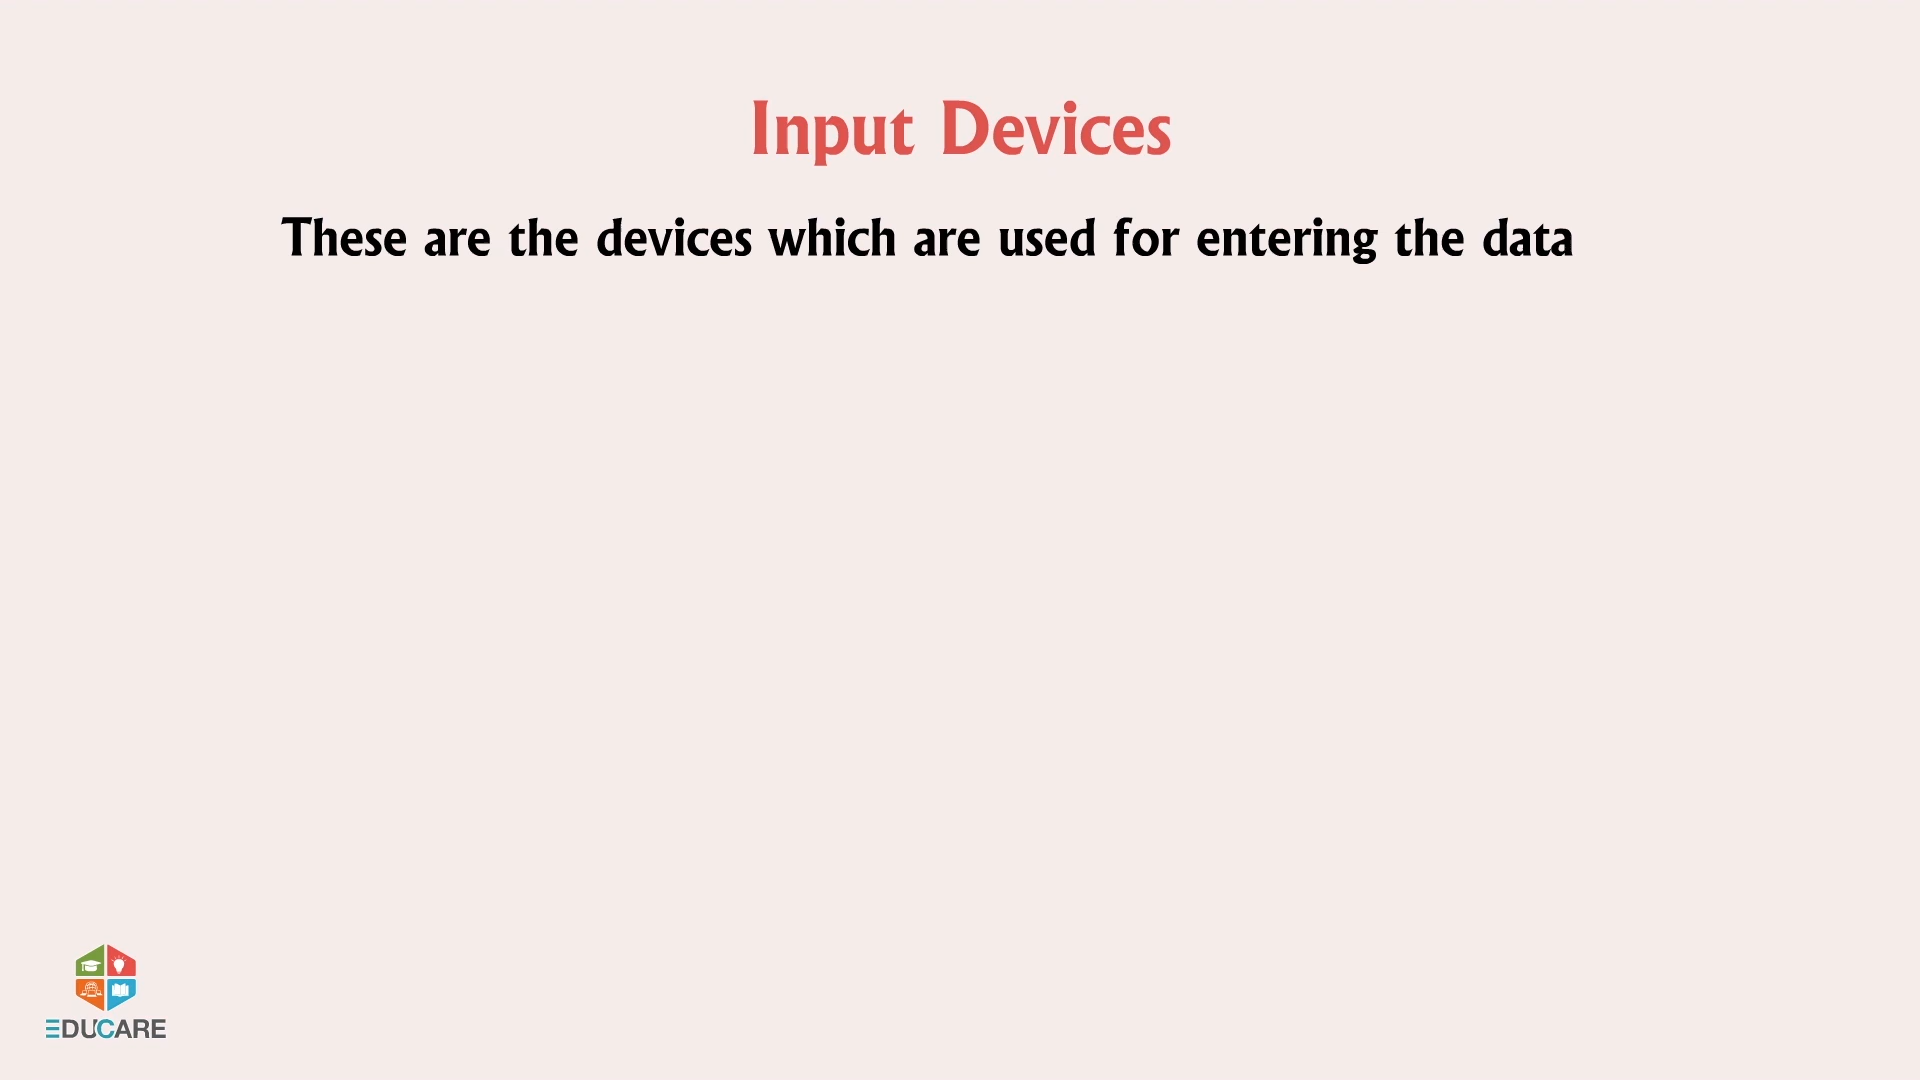 Input Devices
These are the devices which are used for entering the data
EDUCARE